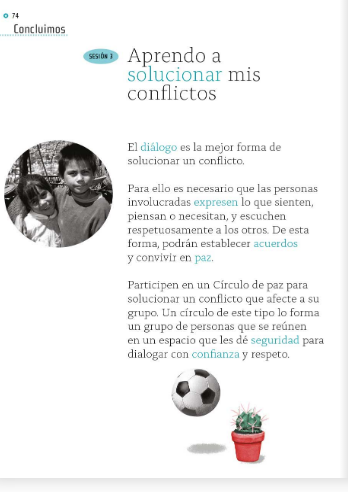 74
Concluimos
SESIÓN 3
Aprendo a
solucionar mis
conflictos
El diálogo es la mejor forma de
solucionar un conflicto.
Para ello es necesario que las personas
involucradas expresen lo que sienten,
piensan o necesitan, y escuchen
respetuosamente a los otros. De esta
forma, podrán establecer acuerdos
y convivir en paz.
Participen en un Círculo de paz para
solucionar un conflicto que afecte a su
grupo. Un círculo de este tipo lo forma
un grupo de personas que se reúnen
en un espacio que les dé seguridad para
dialogar con confianza y respeto.